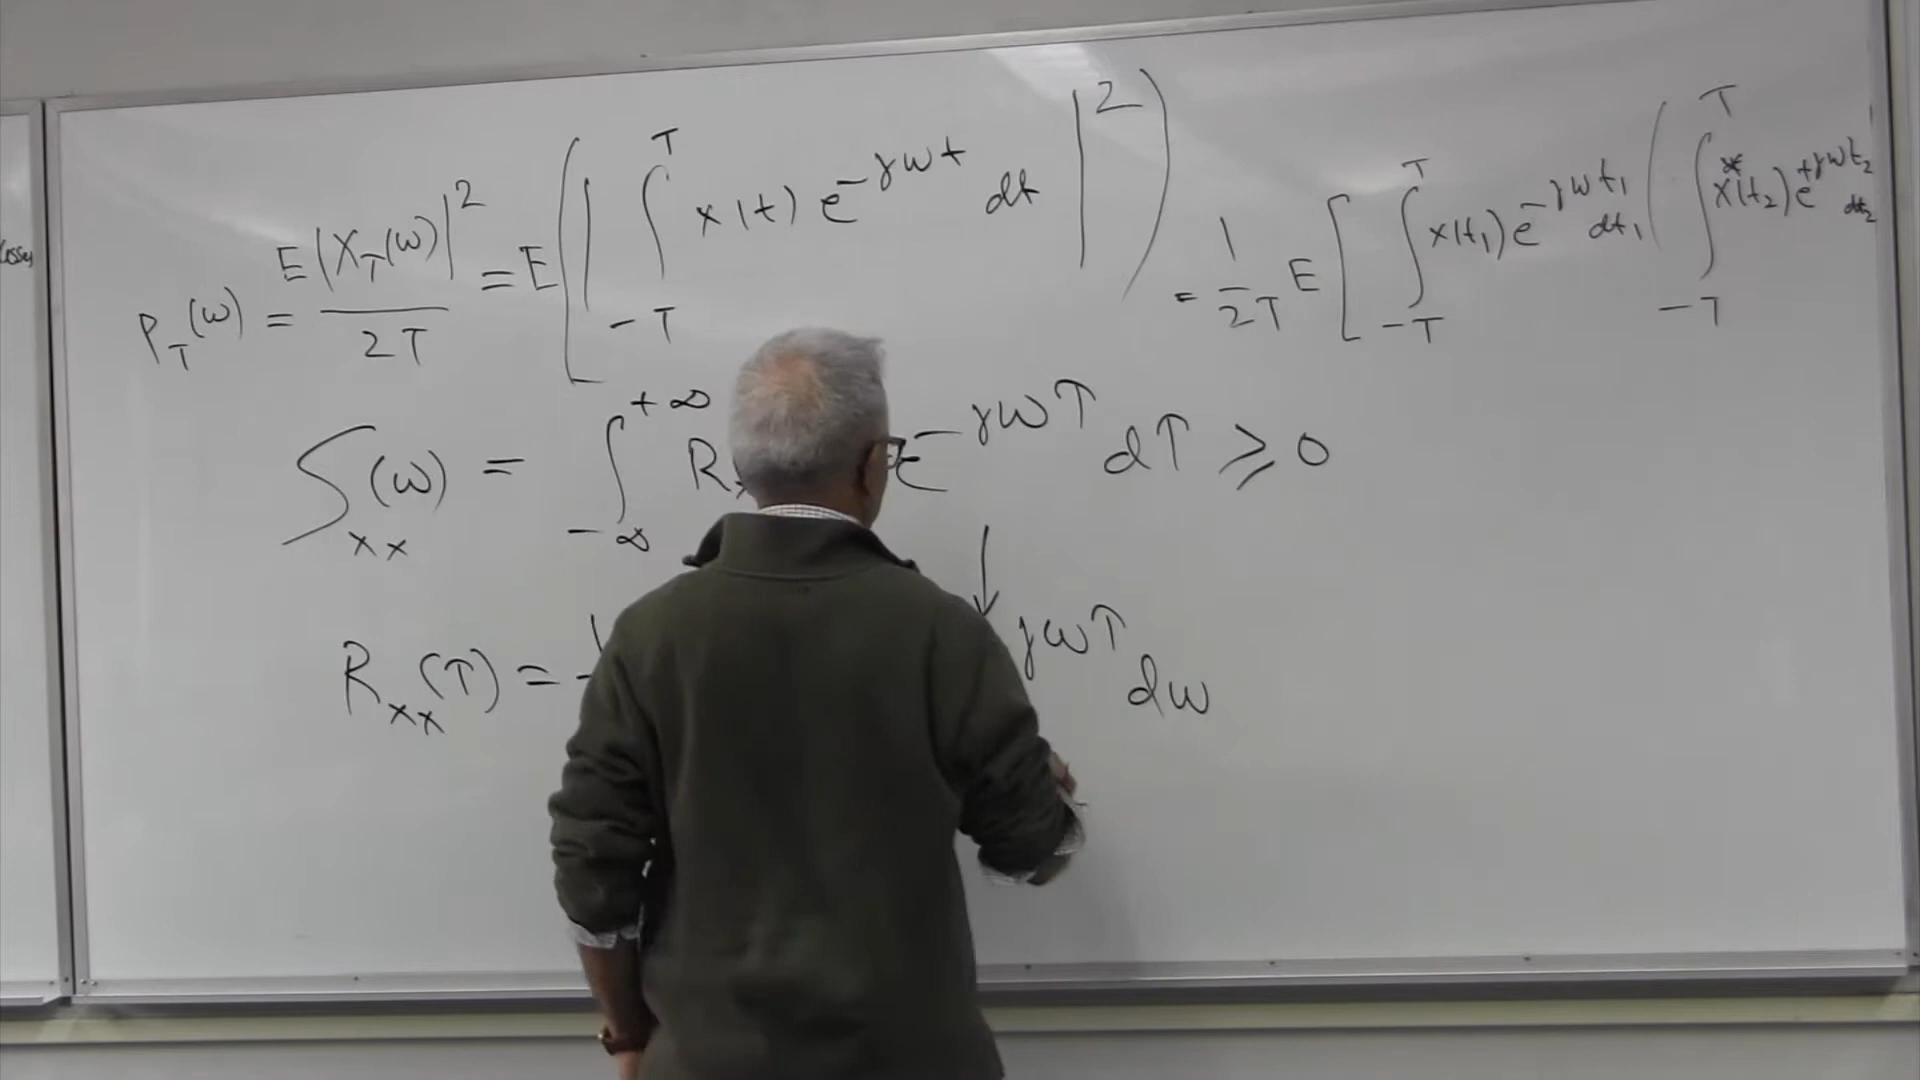 P_T(ω) = E|X_T(ω)|² / 2T = E(|∫_{-T}^{T} x(t) e^{-jωt} dt|²) = 1/2T E[∫_{-T}^{T} x(t₁) e^{-jωt₁} dt₁ (∫_{-T}^{T} x*(t₂) e^{+jωt₂} dt₂
S_xx(ω) = ∫_{-∞}^{+∞} R e^{-jωτ} dτ ≥ 0
↓
R_xx(τ) = jωτ dω